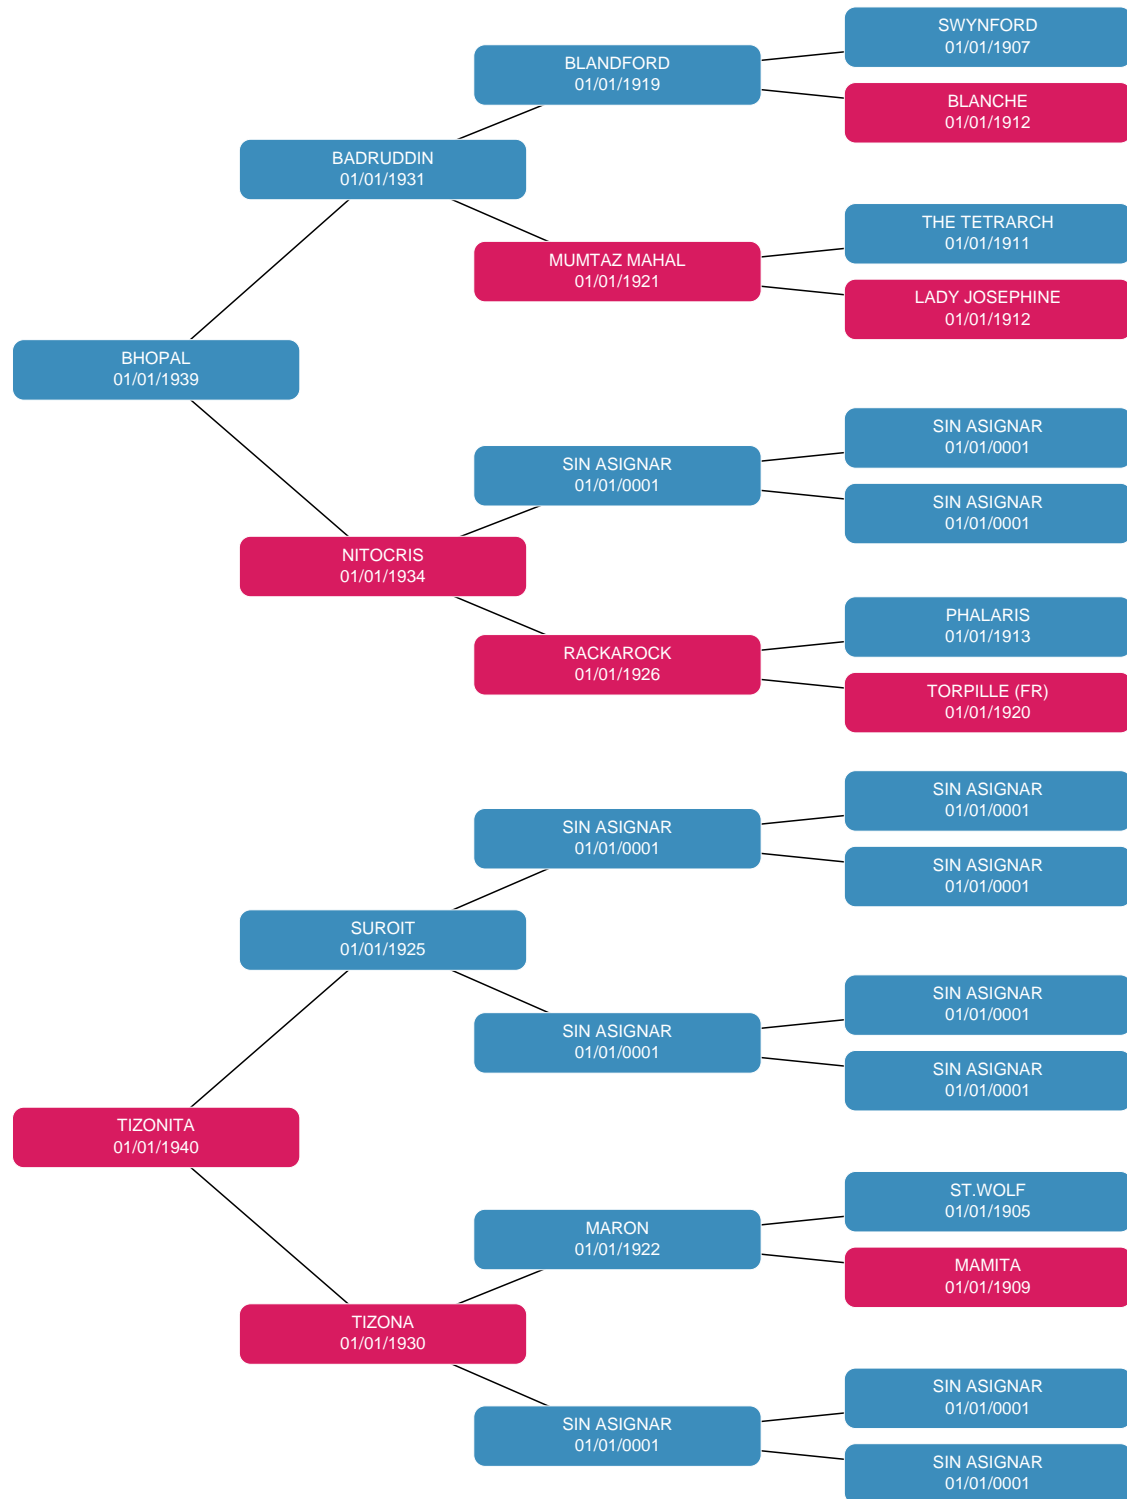 SWYNFORD
01/01/1907
BLANDFORD
01/01/1919
BLANCHE
01/01/1912
BADRUDDIN
01/01/1931
THE TETRARCH
01/01/1911
MUMTAZ MAHAL
01/01/1921
LADY JOSEPHINE
01/01/1912
BHOPAL
01/01/1939
SIN ASIGNAR
01/01/0001
SIN ASIGNAR
01/01/0001
SIN ASIGNAR
01/01/0001
NITOCRIS
01/01/1934
PHALARIS
01/01/1913
RACKAROCK
01/01/1926
TORPILLE (FR)
01/01/1920
SIN ASIGNAR
01/01/0001
SIN ASIGNAR
01/01/0001
SIN ASIGNAR
01/01/0001
SUROIT
01/01/1925
SIN ASIGNAR
01/01/0001
SIN ASIGNAR
01/01/0001
SIN ASIGNAR
01/01/0001
TIZONITA
01/01/1940
ST.WOLF
01/01/1905
MARON
01/01/1922
MAMITA
01/01/1909
TIZONA
01/01/1930
SIN ASIGNAR
01/01/0001
SIN ASIGNAR
01/01/0001
SIN ASIGNAR
01/01/0001